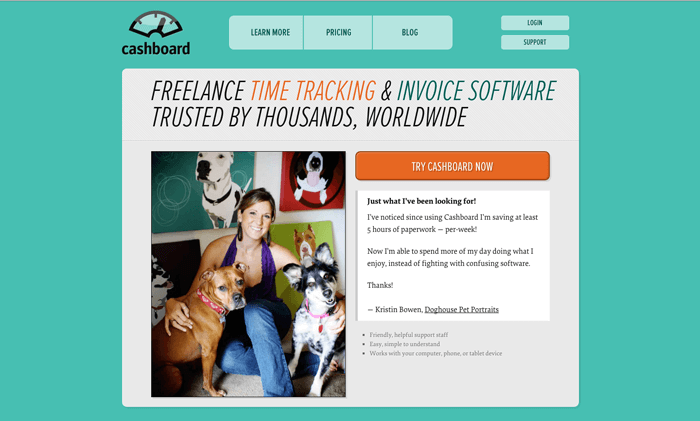 cashboard
LEARN MORE
PRICING
BLOG
LOGIN
SUPPORT
FREELANCE TIME TRACKING & INVOICE SOFTWARE
TRUSTED BY THOUSANDS, WORLDWIDE
TRY CASHBOARD NOW
Just what I've been looking for!
I've noticed since using Cashboard I'm saving at least
5 hours of paperwork — per-week!
Now I'm able to spend more of my day doing what I
enjoy, instead of fighting with confusing software.
Thanks!
— Kristin Bowen, Doghouse Pet Portraits
• Friendly, helpful support staff
• Easy, simple to understand
• Works with your computer, phone, or tablet device